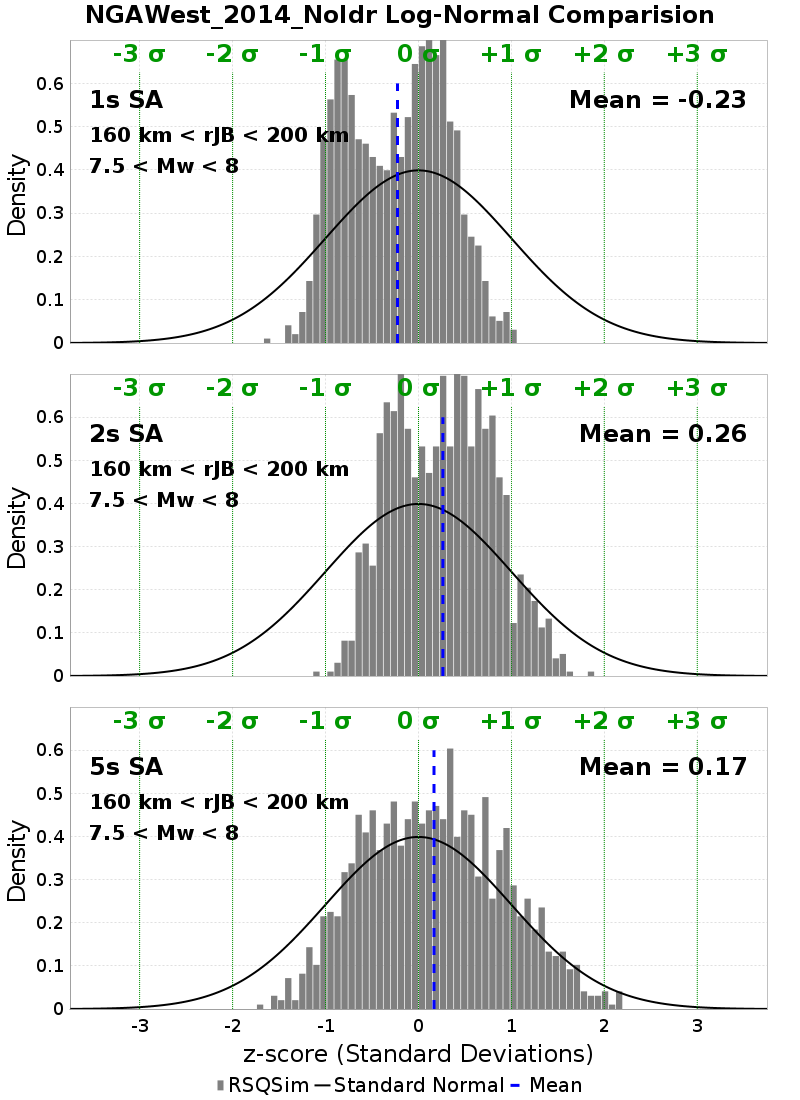 NGAWest_2014_NoIdr Log-Normal Comparision
-3 σ -2 σ -1 σ 0 σ +1 σ +2 σ +3 σ
1s SA Mean = -0.23
160 km < rJB < 200 km
7.5 < Mw < 8
Density
0.6
0.5
0.4
0.3
0.2
0.1
0
-3 σ -2 σ -1 σ 0 σ +1 σ +2 σ +3 σ
2s SA Mean = 0.26
160 km < rJB < 200 km
7.5 < Mw < 8
Density
0.6
0.5
0.4
0.3
0.2
0.1
0
-3 σ -2 σ -1 σ 0 σ +1 σ +2 σ +3 σ
5s SA Mean = 0.17
160 km < rJB < 200 km
7.5 < Mw < 8
Density
0.6
0.5
0.4
0.3
0.2
0.1
0
-3 -2 -1 0 1 2 3
z-score (Standard Deviations)
RSQSim Standard Normal Mean